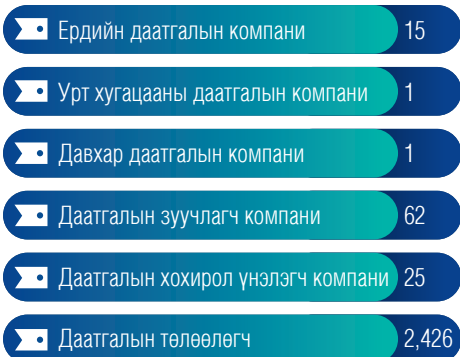 Ердийн даатгалын компани 15
Урт хугацааны даатгалын компани 1
Давхар даатгалын компани 1
Даатгалын зуучлагч компани 62
Даатгалын хохирол үнэлэгч компани 25
Даатгалын төлөөлөгч 2,426